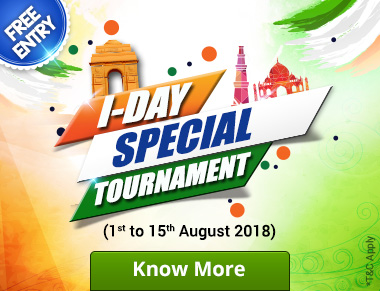 FREE
ENTRY
I-DAY
SPECIAL
TOURNAMENT
(1st to 15th August 2018)
Know More
*T&C Apply